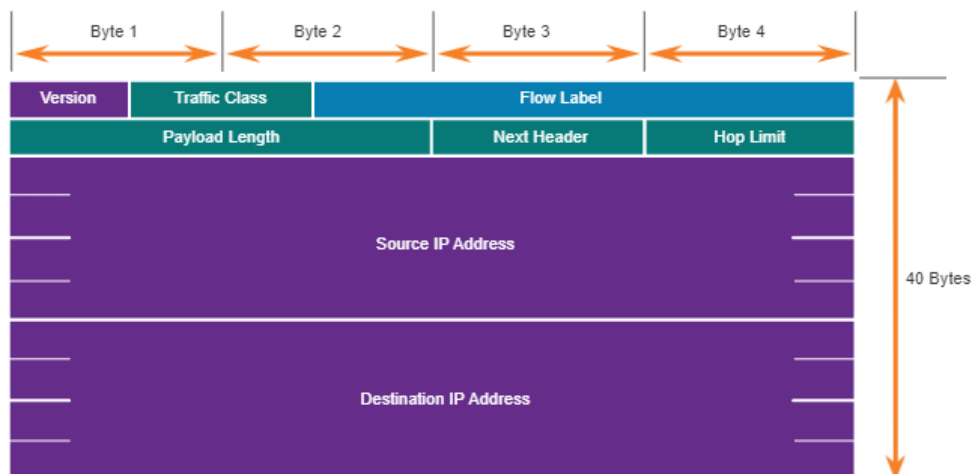 Byte 1 Byte 2 Byte 3 Byte 4
Version Traffic Class Flow Label
Payload Length Next Header Hop Limit
Source IP Address
40 Bytes
Destination IP Address